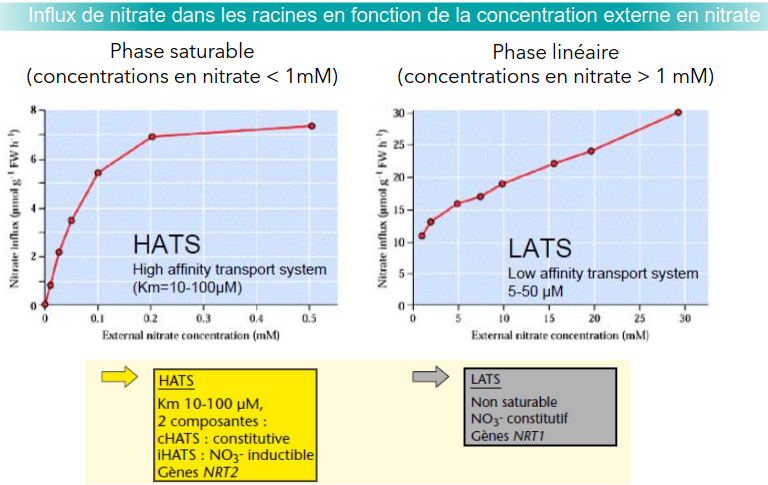 Influx de nitrate dans les racines en fonction de la concentration externe en nitrate
Phase saturable
(concentrations en nitrate < 1mM)
Phase linéaire
(concentrations en nitrate > 1 mM)
Nitrate influx (µmol g⁻¹ FW h⁻¹)
8
6
4
2
0
HATS
High affinity transport system
(Km=10-100µM)
0 0.1 0.2 0.3 0.4 0.5
External nitrate concentration (mM)
Nitrate influx (µmol g⁻¹ FW h⁻¹)
30
25
20
15
10
5
0
LATS
Low affinity transport system
5-50 µM
0 5 10 15 20 25 30
External nitrate concentration (mM)
HATS
Km 10-100 µM,
2 composantes :
cHATS : constitutive
iHATS : NO3- inductible
Gènes NRT2
LATS
Non saturable
NO3- constitutif
Gènes NRT1